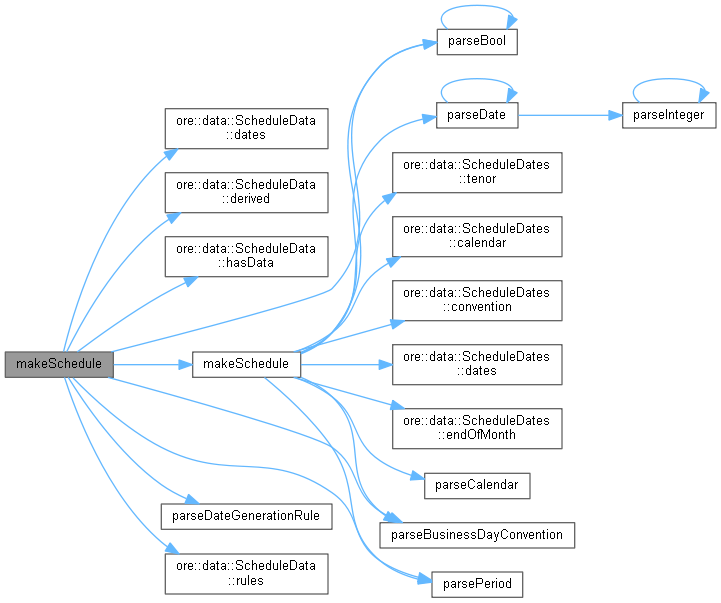 makeSchedule
ore::data::ScheduleData
::dates
ore::data::ScheduleData
::derived
ore::data::ScheduleData
::hasData
makeSchedule
parseDateGenerationRule
ore::data::ScheduleData
::rules
parseBool
parseDate
parseInteger
ore::data::ScheduleDates
::tenor
ore::data::ScheduleDates
::calendar
ore::data::ScheduleDates
::convention
ore::data::ScheduleDates
::dates
ore::data::ScheduleDates
::endOfMonth
parseCalendar
parseBusinessDayConvention
parsePeriod